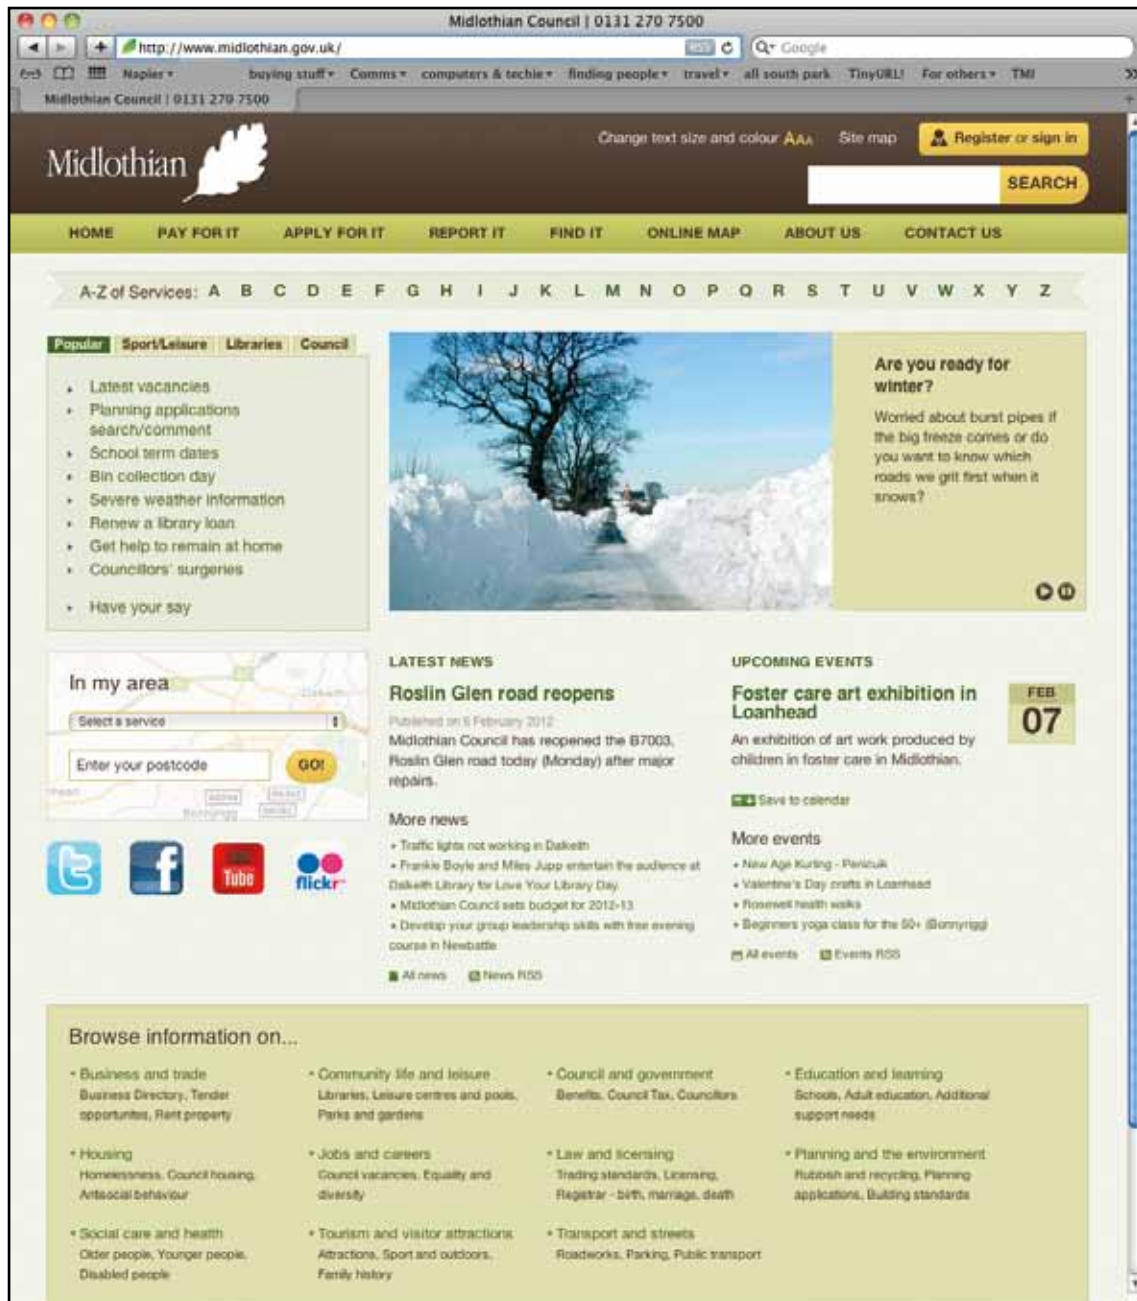 Midlothian Council | 0131 270 7500
http://www.midlothian.gov.uk/
RSS
Google
Napier
buying stuff
Comms
computers & techie
finding people
travel
all south park
TinyURL!
For others
TMI
Midlothian Council | 0131 270 7500
Midlothian
Change text size and colour AAA
Site map
Register or sign in
SEARCH
HOME
PAY FOR IT
APPLY FOR IT
REPORT IT
FIND IT
ONLINE MAP
ABOUT US
CONTACT US
A-Z of Services: A B C D E F G H I J K L M N O P Q R S T U V W X Y Z
Popular
Sport/Leisure
Libraries
Council
Latest vacancies
Planning applications
search/comment
School term dates
Bin collection day
Severe weather information
Renew a library loan
Get help to remain at home
Councillors' surgeries
Have your say
Are you ready for
winter?
Worried about burst pipes if
the big freeze comes or do
you want to know which
roads we grit first when it
snows?
In my area
Select a service
Enter your postcode
GO!
Bonnyrigg
Tube
flickr
LATEST NEWS
Roslin Glen road reopens
Published on 6 February 2012
Midlothian Council has reopened the B7003,
Roslin Glen road today (Monday) after major
repairs.
More news
Traffic lights not working in Dalkeith
Frankie Boyle and Miles Jupp entertain the audience at
Dalkeith Library for Love Your Library Day
Midlothian Council sets budget for 2012-13
Develop your group leadership skills with free evening
course in Newbattle
All news
News RSS
UPCOMING EVENTS
Foster care art exhibition in
Loanhead
FEB
07
An exhibition of art work produced by
children in foster care in Midlothian.
Save to calendar
More events
New Age Kurling - Penicuik
Valentine's Day crafts in Loanhead
Rosewell health walks
Beginners yoga class for the 50+ (Bonnyrigg)
All events
Events RSS
Browse information on...
Business and trade
Business Directory, Tender
opportunites, Rent property
Community life and leisure
Libraries, Leisure centres and pools,
Parks and gardens
Council and government
Benefits, Council Tax, Councillors
Education and learning
Schools, Adult education, Additional
support needs
Housing
Homelessness, Council housing,
Antisocial behaviour
Jobs and careers
Council vacancies, Equality and
diversity
Law and licensing
Trading standards, Licensing,
Registrar - birth, marriage, death
Planning and the environment
Rubbish and recycling, Planning
applications, Building standards
Social care and health
Older people, Younger people,
Disabled people
Tourism and visitor attractions
Attractions, Sport and outdoors,
Family history
Transport and streets
Roadworks, Parking, Public transport